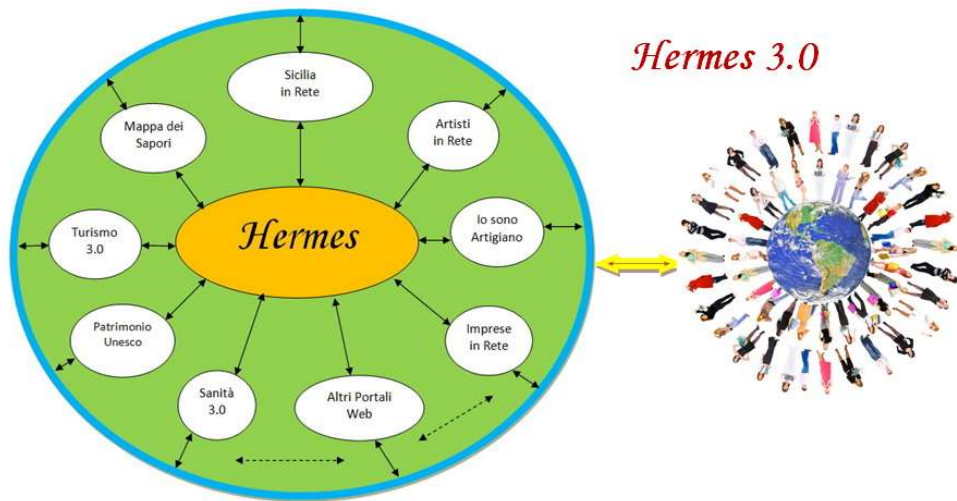 Hermes 3.0
Sicilia
in Rete
Mappa dei
Sapori
Artisti
in Rete
Hermes
Turismo
3.0
Io sono
Artigiano
Patrimonio
Unesco
Imprese
in Rete
Sanità
3.0
Altri Portali
Web